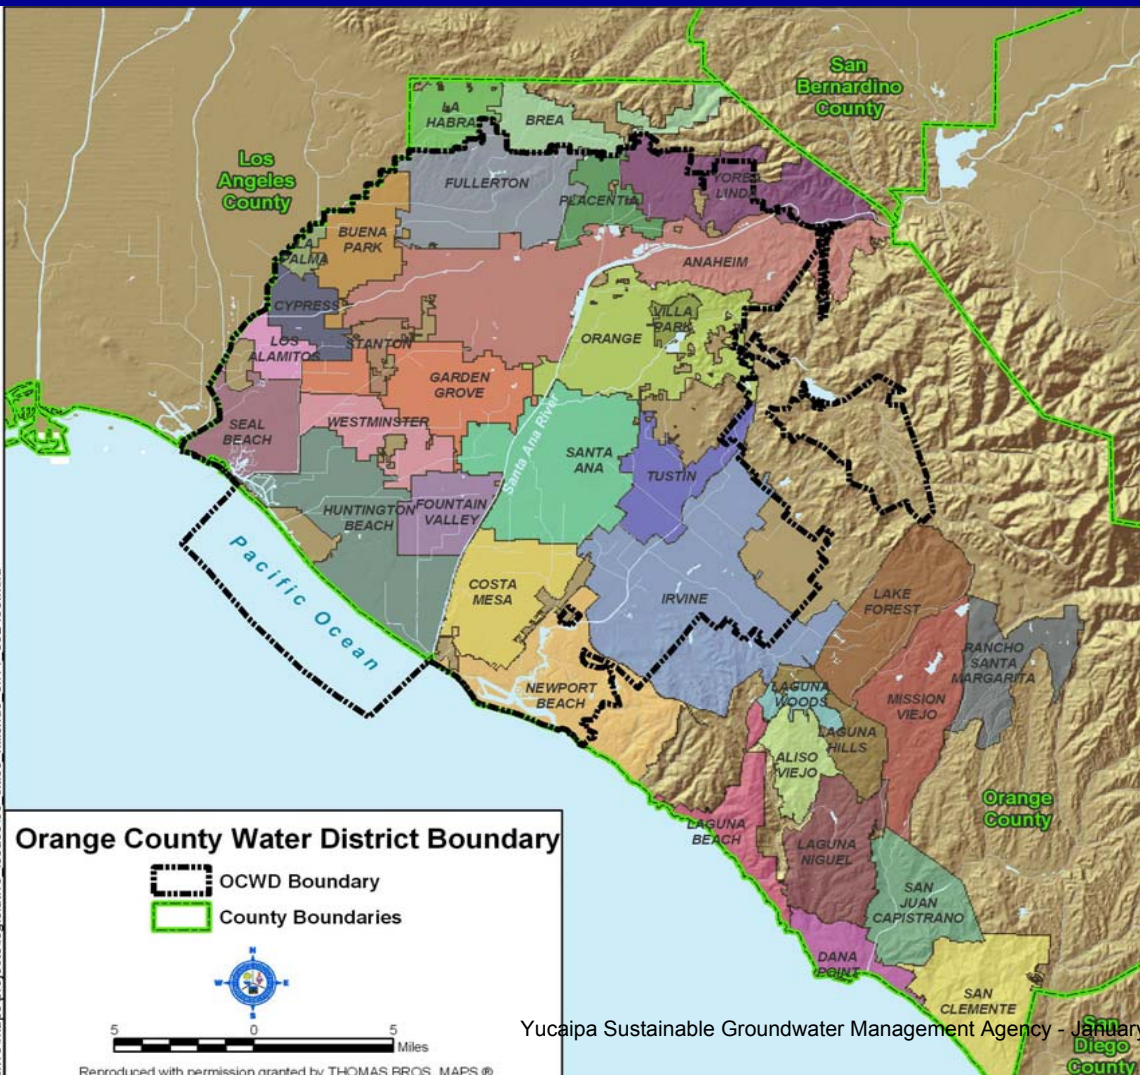 San
Bernardino
County
Los
Angeles
County
LA
HABRA
BREA
FULLERTON
PLACENTIA
YORBA
LINDA
BUENA
PARK
PALMA
ANAHEIM
CYPRESS
VILLA
PARK
ORANGE
LOS
ALAMITOS
STANTON
GARDEN
GROVE
SEAL
BEACH
WESTMINSTER
Santa Ana River
SANTA
ANA
TUSTIN
HUNTINGTON
BEACH
FOUNTAIN
VALLEY
Pacific Ocean
COSTA
MESA
IRVINE
LAKE
FOREST
RANCHO
SANTA
MARGARITA
NEWPORT
BEACH
LAGUNA
WOODS
MISSION
VIEJO
LAGUNA
HILLS
ALISO
VIEJO
Orange
County
LAGUNA
BEACH
LAGUNA
NIGUEL
SAN
JUAN
CAPISTRANO
DANA
POINT
SAN
CLEMENTE
San
Diego
County
Orange County Water District Boundary
OCWD Boundary
County Boundaries
N
W E
S
5 0 5
Miles
Reproduced with permission granted by THOMAS BROS. MAPS ®
Yucaipa Sustainable Groundwater Management Agency - January